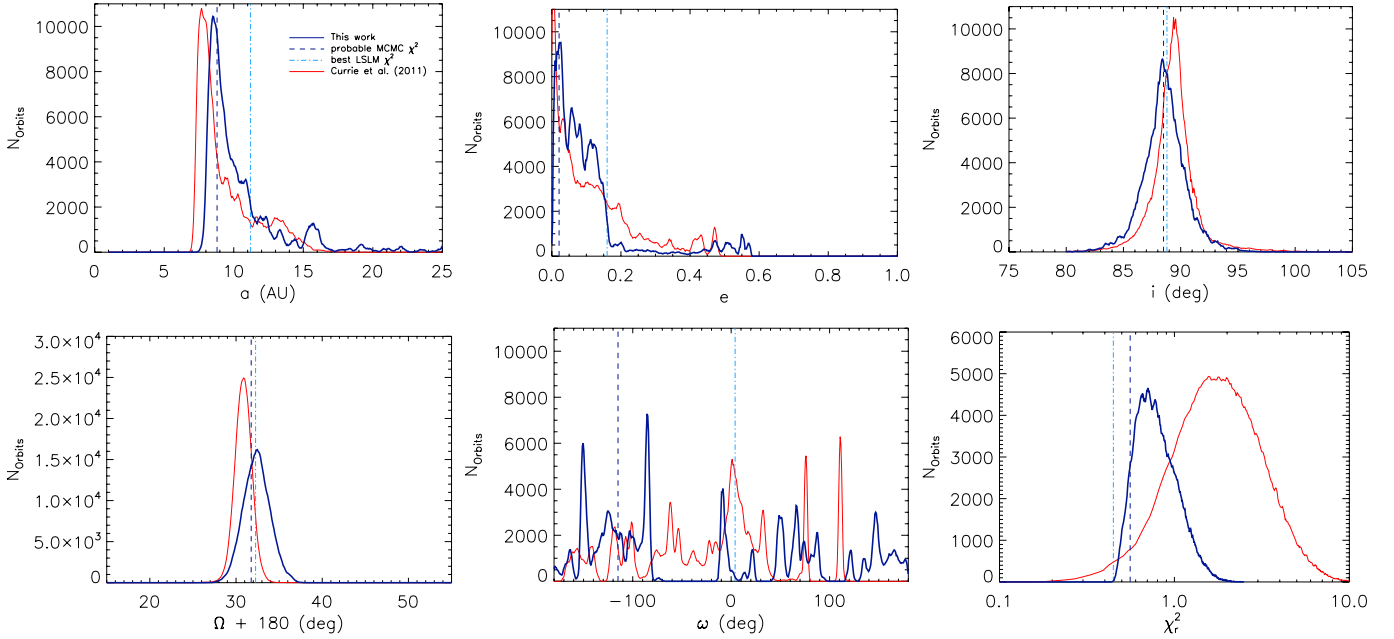 10000
8000
6000
4000
2000
0
N_Orbits
0 5 10 15 20 25
a (AU)
This work
probable MCMC χ²
best LSLM χ²
Currie et al. (2011)
10000
8000
6000
4000
2000
0
N_Orbits
0.0 0.2 0.4 0.6 0.8 1.0
e
10000
8000
6000
4000
2000
0
N_Orbits
75 80 85 90 95 100 105
i (deg)
3.0×10⁴
2.5×10⁴
2.0×10⁴
1.5×10⁴
1.0×10⁴
5.0×10³
0
N_Orbits
20 30 40 50
Ω + 180 (deg)
10000
8000
6000
4000
2000
0
N_Orbits
−100 0 100
ω
6000
5000
4000
3000
2000
1000
0
N_Orbits
0.1 1.0 10.0
χ²_r